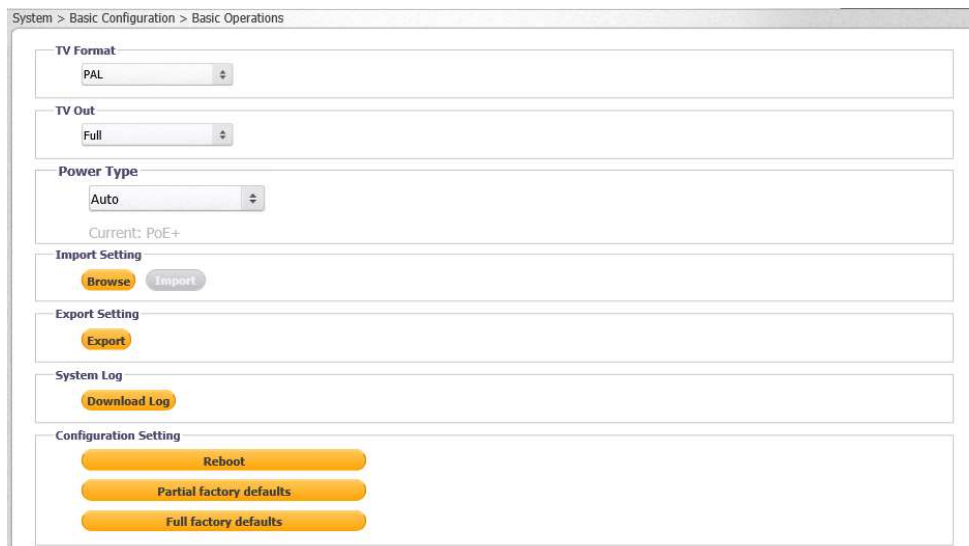 System > Basic Configuration > Basic Operations
TV Format
PAL
TV Out
Full
Power Type
Auto
Current: PoE+
Import Setting
Browse Import
Export Setting
Export
System Log
Download Log
Configuration Setting
Reboot
Partial factory defaults
Full factory defaults